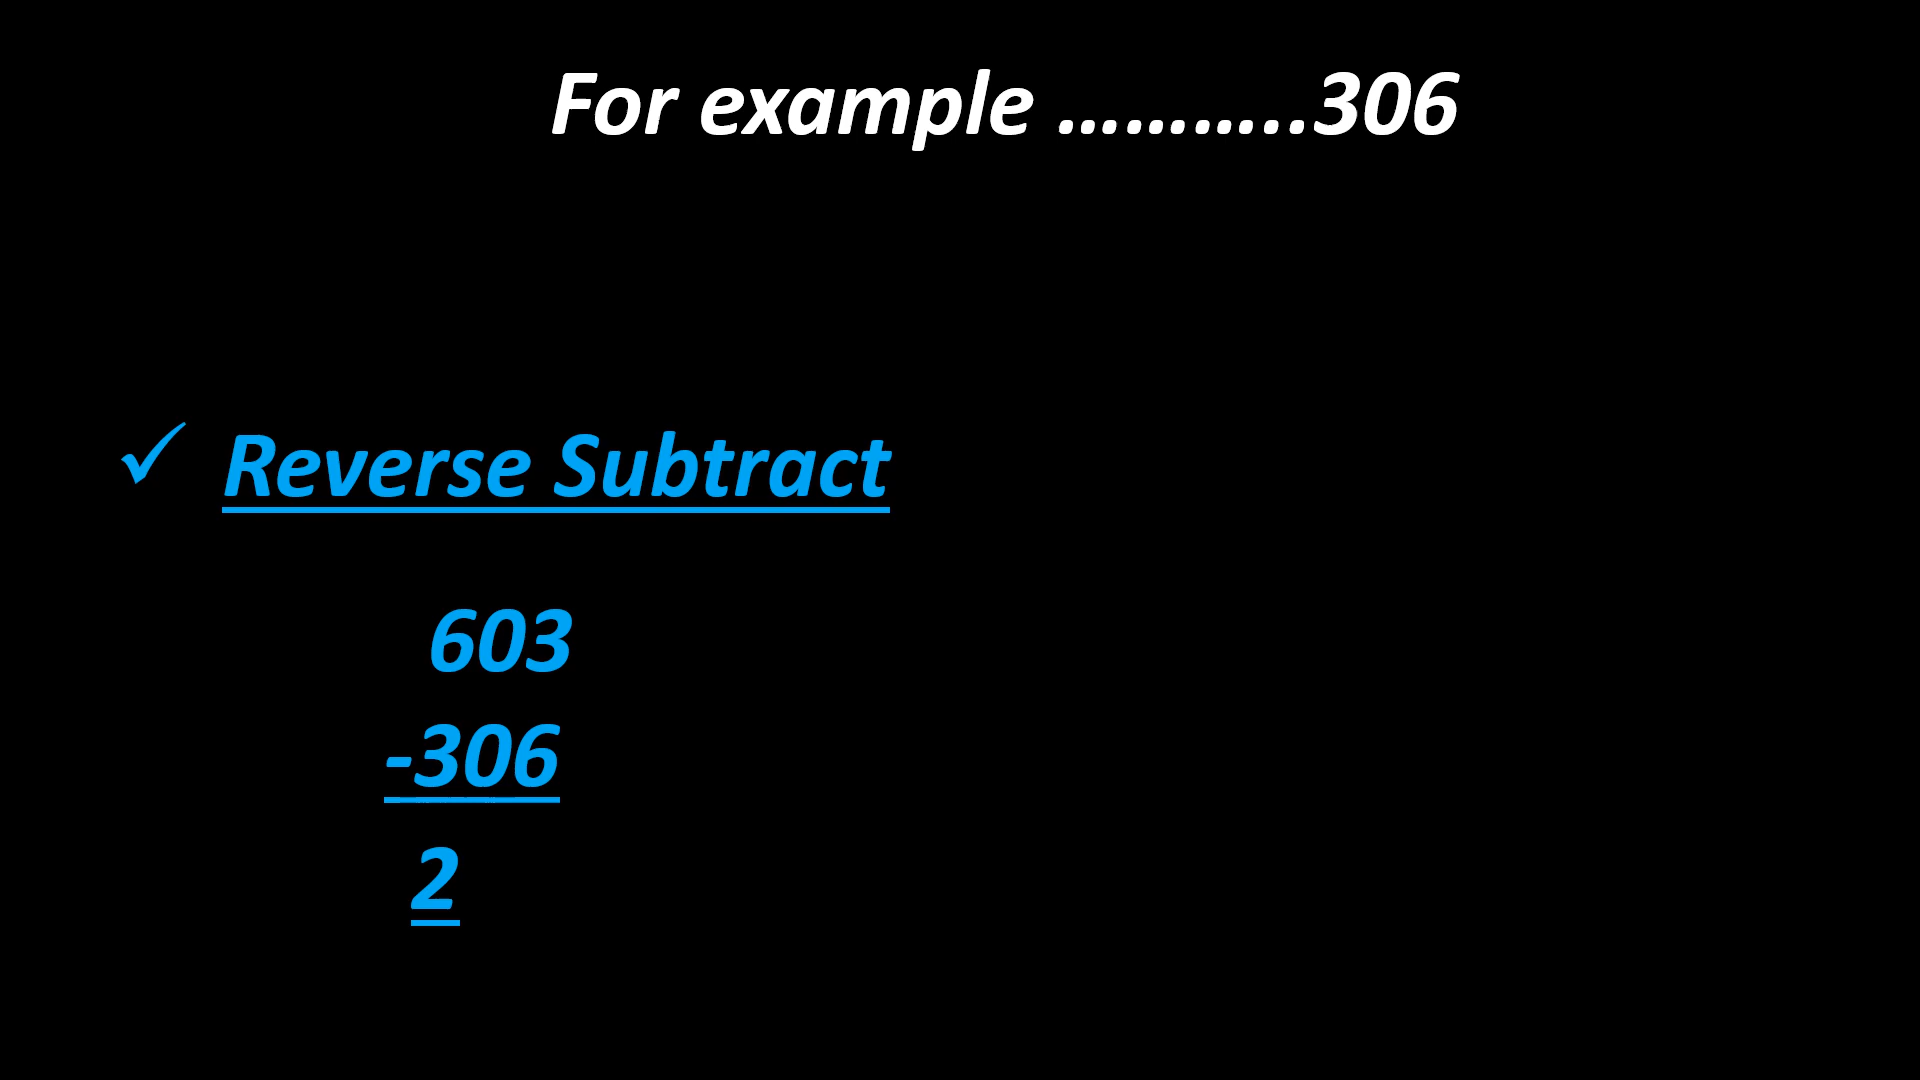 For example ………..306
✓ Reverse Subtract
603
-306
2